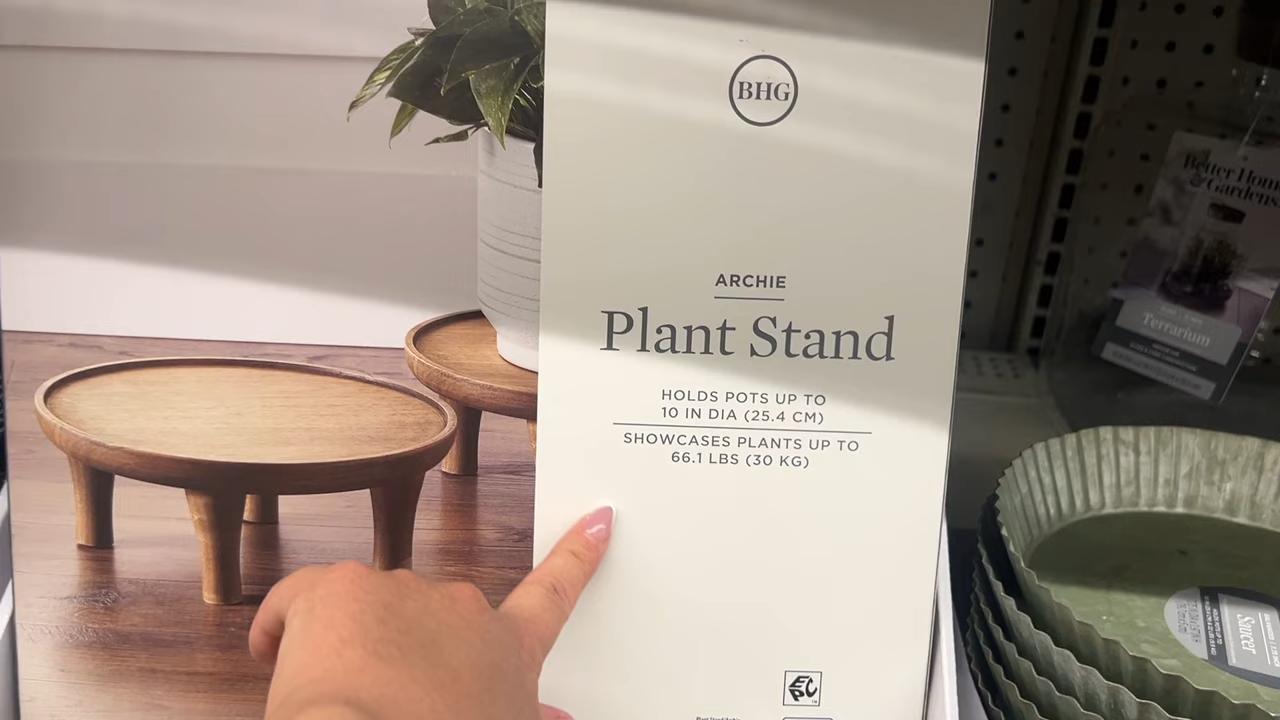 BHG
ARCHIE
Plant Stand
HOLDS POTS UP TO
10 IN DIA (25.4 CM)
SHOWCASES PLANTS UP TO
66.1 LBS (30 KG)
Better Hom
& Gardens
Terrarium
Saucer